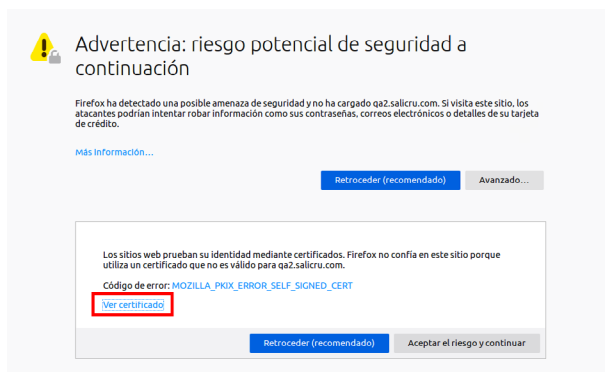 Advertencia: riesgo potencial de seguridad a
continuación
Firefox ha detectado una posible amenaza de seguridad y no ha cargado qa2.salicru.com. Si visita este sitio, los
atacantes podrían intentar robar información como sus contraseñas, correos electrónicos o detalles de su tarjeta
de crédito.
Más información…
Retroceder (recomendado)
Avanzado…
Los sitios web prueban su identidad mediante certificados. Firefox no confía en este sitio porque
utiliza un certificado que no es válido para qa2.salicru.com.
Código de error: MOZILLA_PKIX_ERROR_SELF_SIGNED_CERT
Ver certificado
Retroceder (recomendado)
Aceptar el riesgo y continuar